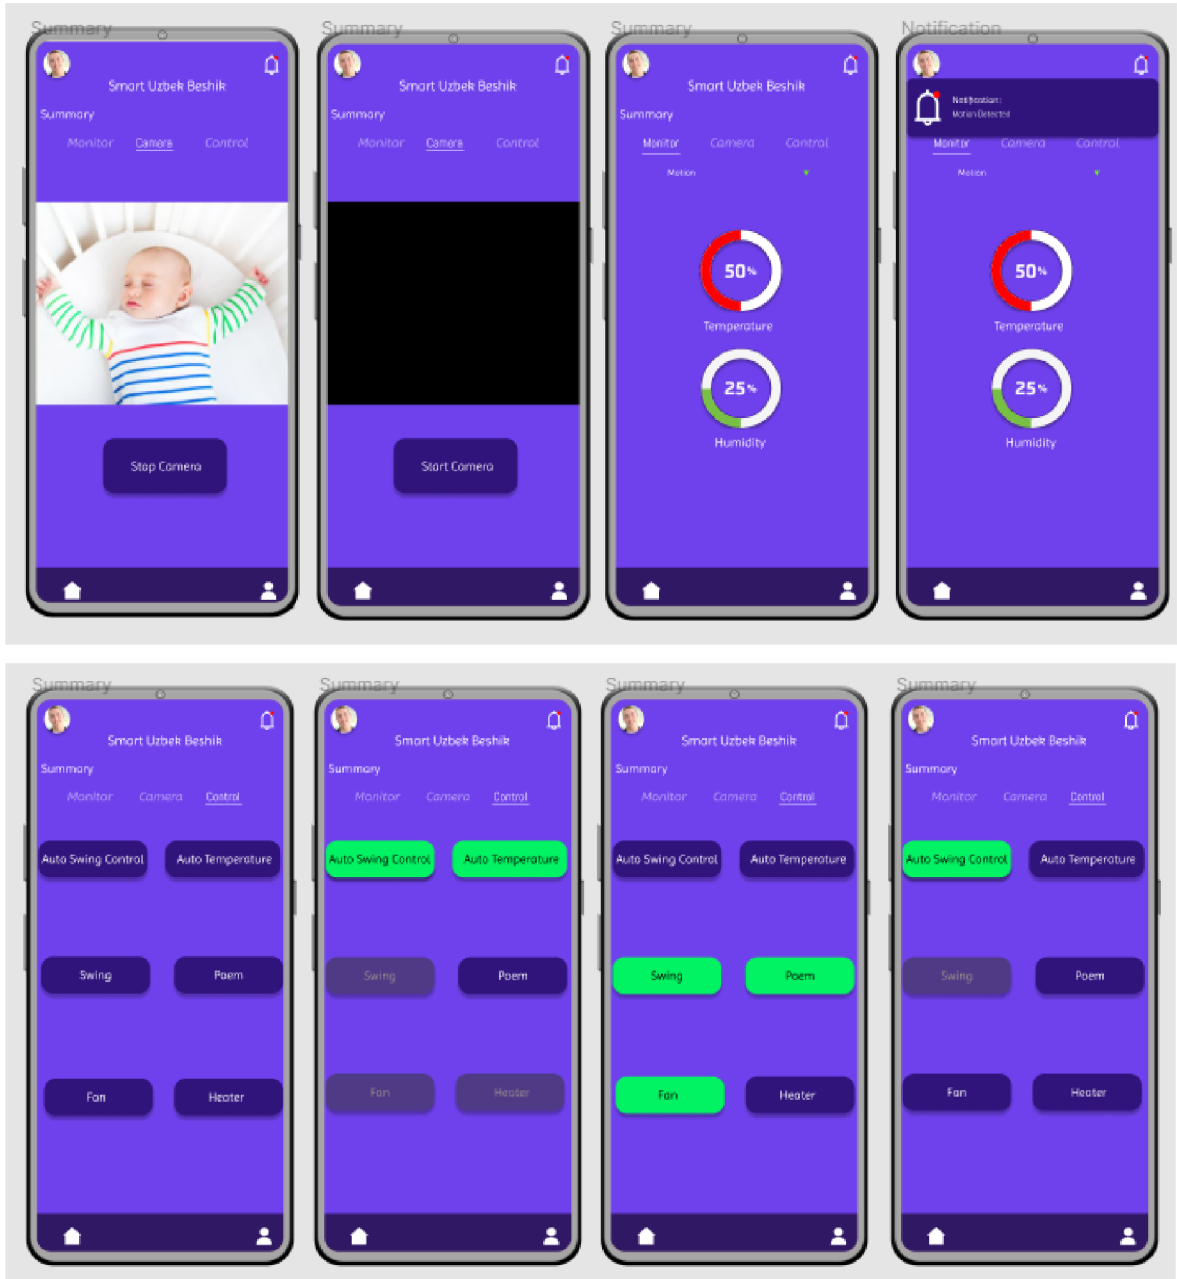 Summary
Smart Uzbek Beshik
Summary
Monitor Camera Control
Stop Camera
Summary
Smart Uzbek Beshik
Summary
Monitor Camera Control
Start Camera
Summary
Smart Uzbek Beshik
Summary
Monitor Camera Control
Motion
50%
Temperature
25%
Humidity
Notification
Notification:
Motion Detected
Monitor Camera Control
Motion
50%
Temperature
25%
Humidity
Summary
Smart Uzbek Beshik
Summary
Monitor Camera Control
Auto Swing Control Auto Temperature
Swing Poem
Fan Heater
Summary
Smart Uzbek Beshik
Summary
Monitor Camera Control
Auto Swing Control Auto Temperature
Swing Poem
Fan Heater
Summary
Smart Uzbek Beshik
Summary
Monitor Camera Control
Auto Swing Control Auto Temperature
Swing Poem
Fan Heater
Summary
Smart Uzbek Beshik
Summary
Monitor Camera Control
Auto Swing Control Auto Temperature
Swing Poem
Fan Heater